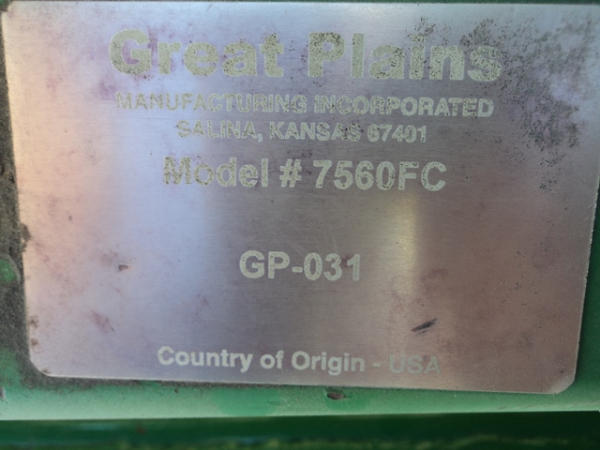 Great Plains
MANUFACTURING INCORPORATED
SALINA, KANSAS 67401
Model # 7560FC
GP-031
Country of Origin - USA